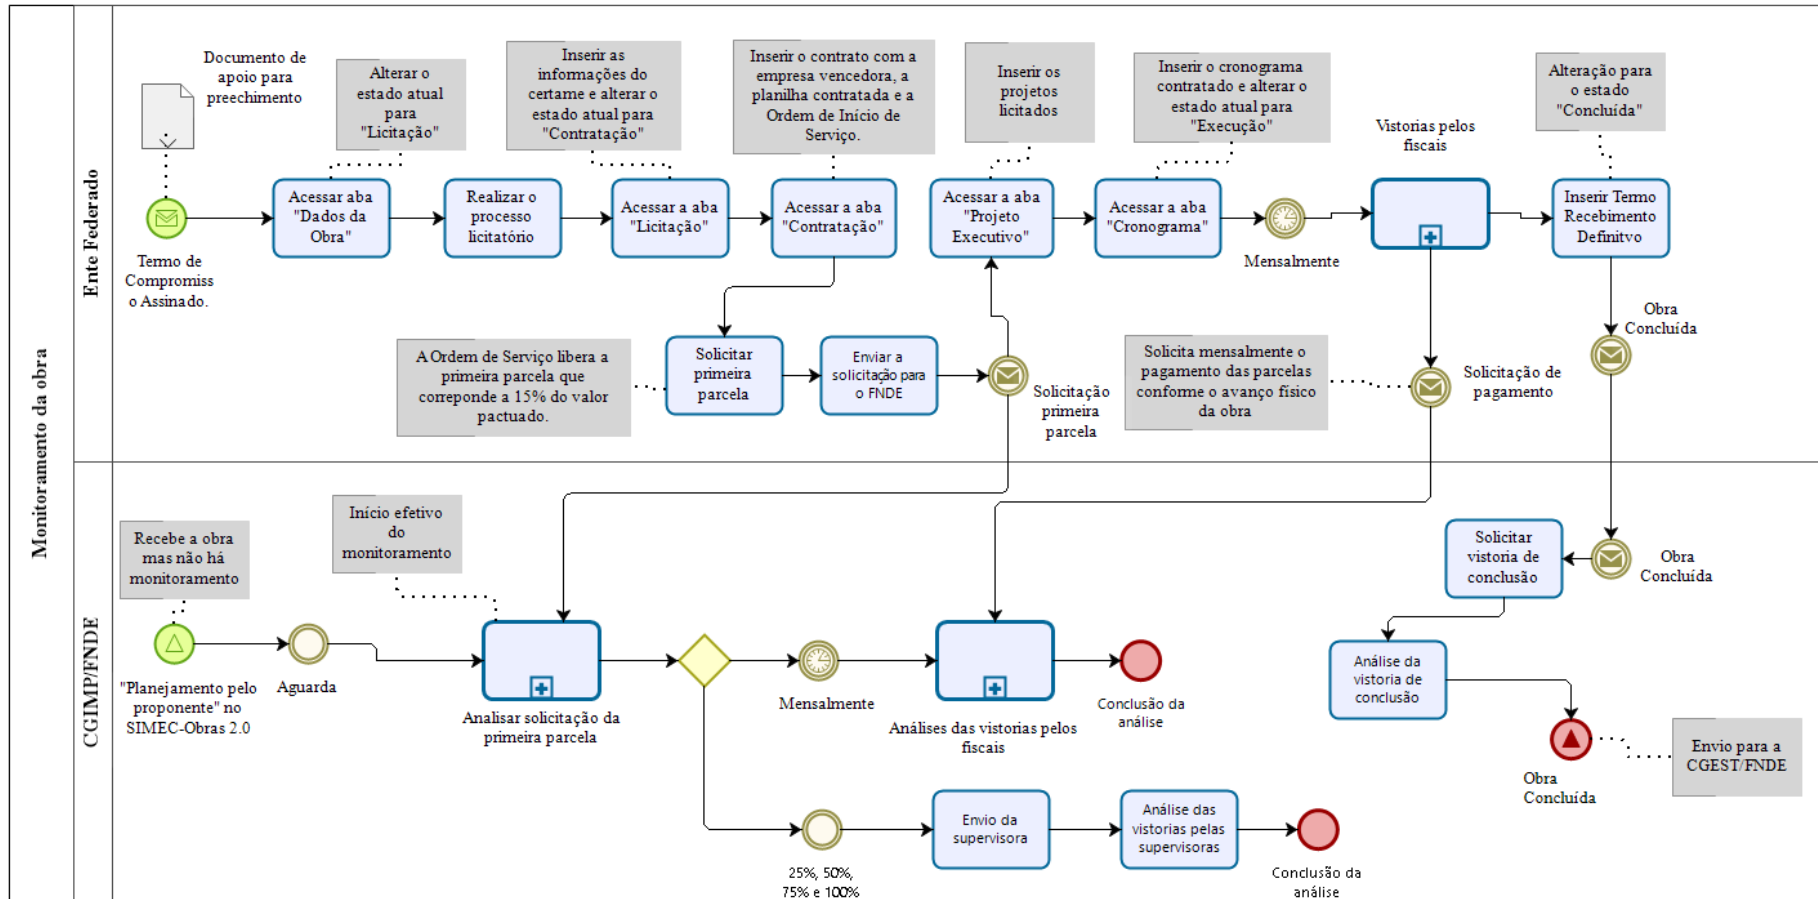 Monitoramento da obra
Ente Federado
Documento de
apoio para
preechimento
Alterar o
estado atual
para
"Licitação"
Inserir as
informações do
certame e alterar o
estado atual para
"Contratação"
Inserir o contrato com a
empresa vencedora, a
planilha contratada e a
Ordem de Início de
Serviço.
Inserir os
projetos
licitados
Inserir o cronograma
contratado e alterar o
estado atual para
"Execução"
Vistorias pelos
fiscais
Alteração para
o estado
"Concluída"
Termo de
Compromiss
o Assinado.
Acessar aba
"Dados da
Obra"
Realizar o
processo
licitatório
Acessar a aba
"Licitação"
Acessar a aba
"Contratação"
Acessar a aba
"Projeto
Executivo"
Acessar a aba
"Cronograma"
Mensalmente
Inserir Termo
Recebimento
Definitvo
A Ordem de Serviço libera a
primeira parcela que
correponde a 15% do valor
pactuado.
Solicitar
primeira
parcela
Enviar a
solicitação para
o FNDE
Solicitação
primeira
parcela
Solicita mensalmente o
pagamento das parcelas
conforme o avanço físico
da obra
Solicitação de
pagamento
Obra
Concluída
CGIMP/FNDE
Recebe a obra
mas não há
monitoramento
Início efetivo
do
monitoramento
"Planejamento pelo
proponente" no
SIMEC-Obras 2.0
Aguarda
Analisar solicitação da
primeira parcela
Mensalmente
Análises das vistorias pelos
fiscais
Conclusão da
análise
25%, 50%,
75% e 100%
Envio da
supervisora
Análise das
vistorias pelas
supervisoras
Conclusão da
análise
Solicitar
vistoria de
conclusão
Obra
Concluída
Análise da
vistoria de
conclusão
Obra
Concluída
Envio para a
CGEST/FNDE